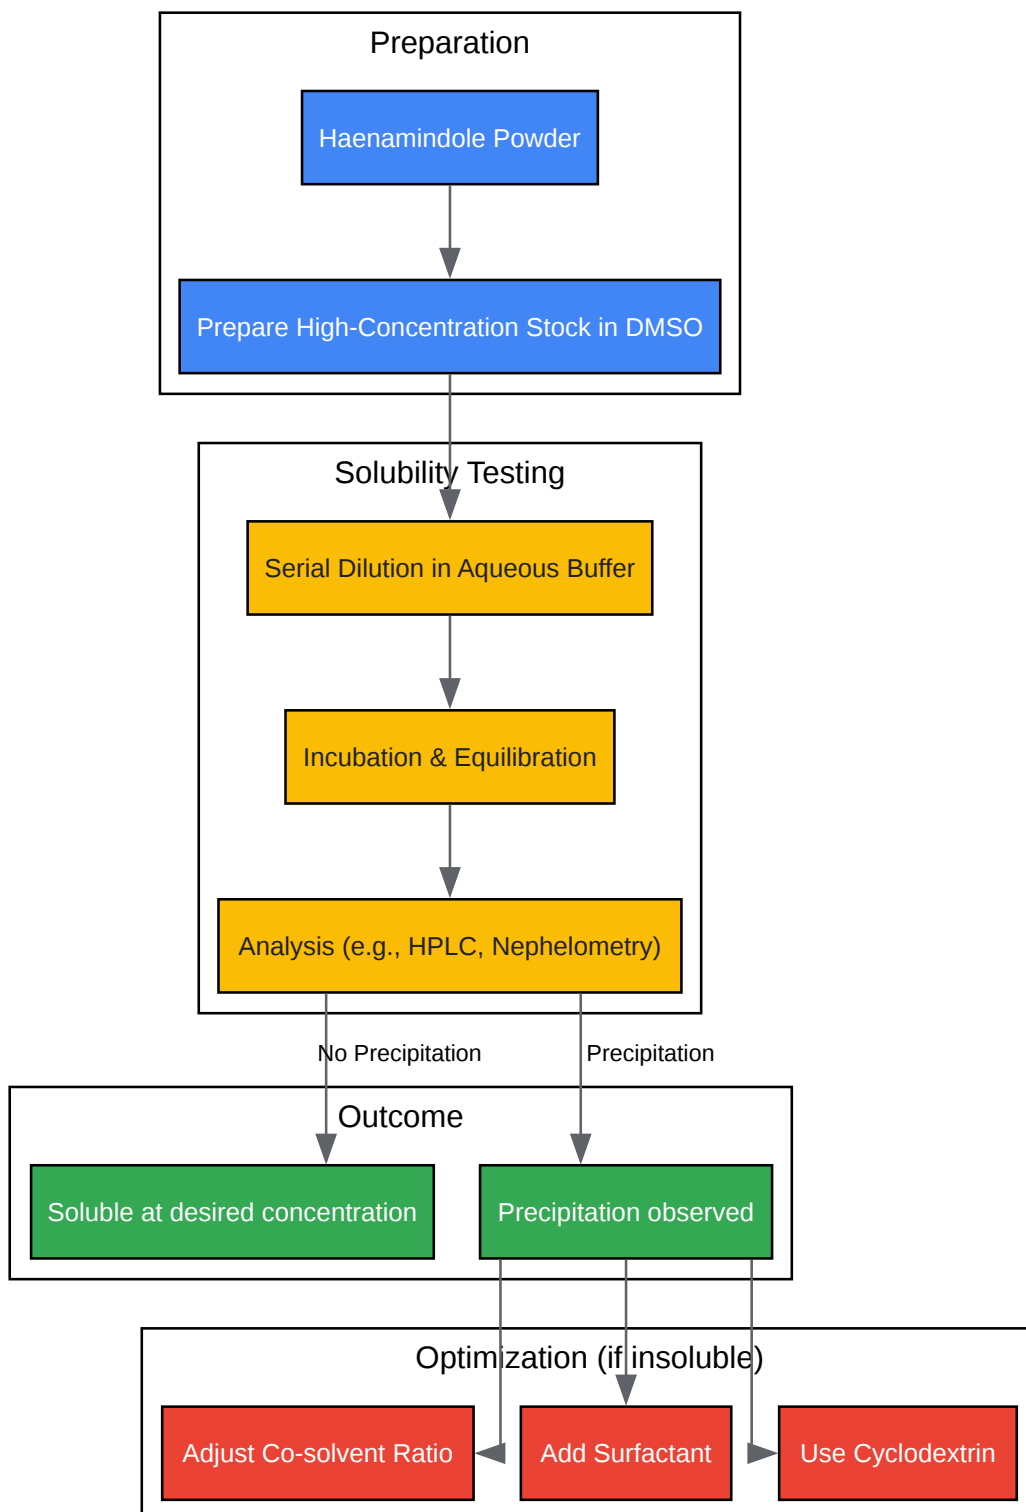 Preparation
Haenamindole Powder
Prepare High-Concentration Stock in DMSO
Solubility Testing
Serial Dilution in Aqueous Buffer
Incubation & Equilibration
Analysis (e.g., HPLC, Nephelometry)
No Precipitation
Precipitation
Outcome
Soluble at desired concentration
Precipitation observed
Optimization (if insoluble)
Adjust Co-solvent Ratio
Add Surfactant
Use Cyclodextrin